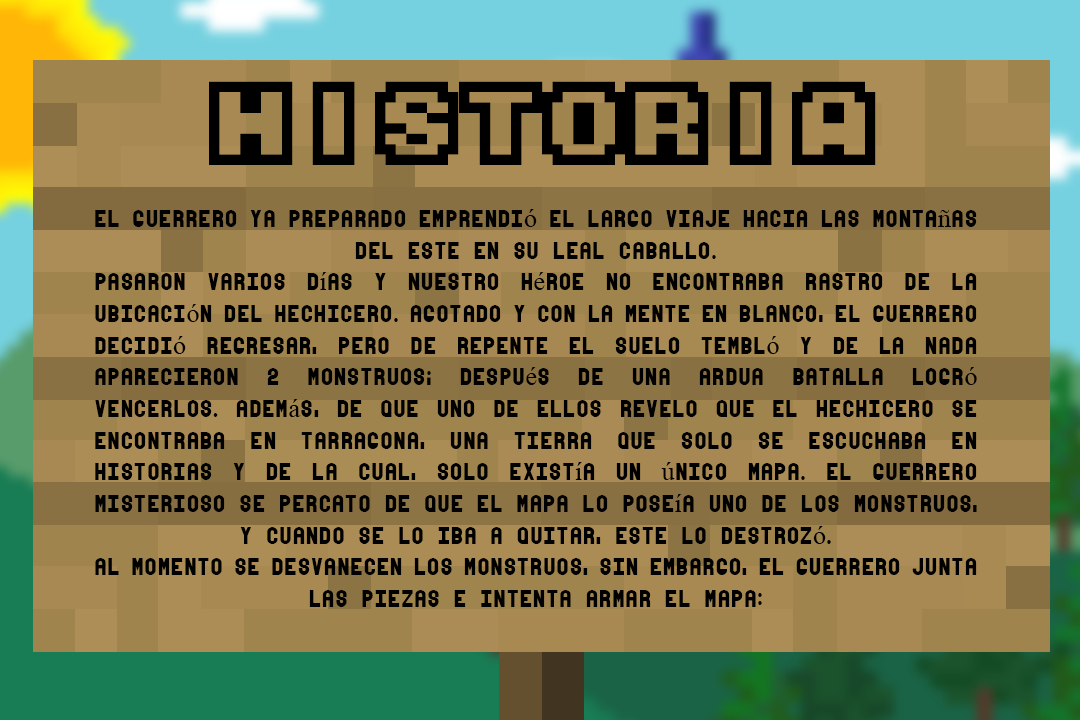 HISTORIA
EL GUERRERO YA PREPARADO EMPRENDIó EL LARGO VIAJE HACIA LAS MONTAñAS
DEL ESTE EN SU LEAL CABALLO.
PASARON VARIOS DíAS Y NUESTRO HéROE NO ENCONTRABA RASTRO DE LA
UBICACIóN DEL HECHICERO. AGOTADO Y CON LA MENTE EN BLANCO, EL GUERRERO
DECIDIó REGRESAR, PERO DE REPENTE EL SUELO TEMBLó Y DE LA NADA
APARECIERON 2 MONSTRUOS; DESPUéS DE UNA ARDUA BATALLA LOGRó
VENCERLOS. ADEMáS, DE QUE UNO DE ELLOS REVELO QUE EL HECHICERO SE
ENCONTRABA EN TARRAGONA, UNA TIERRA QUE SOLO SE ESCUCHABA EN
HISTORIAS Y DE LA CUAL, SOLO EXISTíA UN úNICO MAPA. EL GUERRERO
MISTERIOSO SE PERCATO DE QUE EL MAPA LO POSEíA UNO DE LOS MONSTRUOS,
Y CUANDO SE LO IBA A QUITAR, ESTE LO DESTROZó.
AL MOMENTO SE DESVANECEN LOS MONSTRUOS, SIN EMBARGO, EL GUERRERO JUNTA
LAS PIEZAS E INTENTA ARMAR EL MAPA: